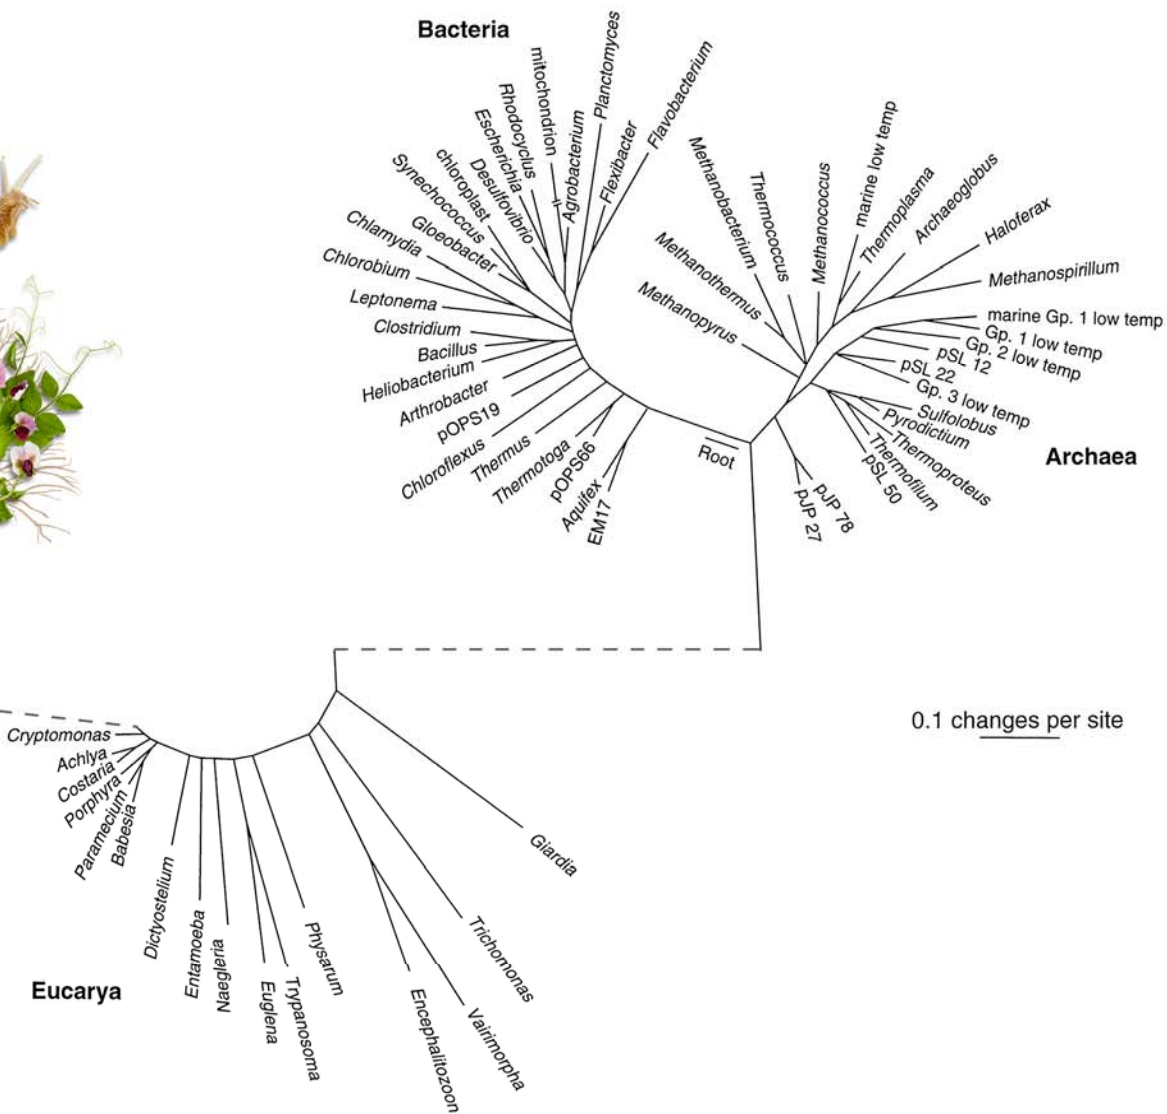 Bacteria
Planctomyces
Flavobacterium
mitochondrion
Rhodocyclus
Escherichia
Desulfovibrio
Agrobacterium
Flexibacter
chloroplast
Synechococcus
Gloeobacter
Chlamydia
Chlorobium
Leptonema
Clostridium
Bacillus
Heliobacterium
Arthrobacter
pOPS19
Chloroflexus
Thermus
Thermotoga
pOPS66
Aquifex
EM17
Root
Methanopyrus
Methanothermus
Methanobacterium
Thermococcus
Methanococcus
marine low temp
Thermoplasma
Archaeoglobus
Haloferax
Methanospirillum
marine Gp. 1 low temp
Gp. 1 low temp
Gp. 2 low temp
pSL 12
pSL 22
Gp. 3 low temp
Sulfolobus
Pyrodictium
Thermoproteus
Thermofilum
pSL 50
pJP 78
pJP 27
Archaea
0.1 changes per site
Cryptomonas
Achlya
Costaria
Porphyra
Paramecium
Babesia
Dictyostelium
Entamoeba
Naegleria
Euglena
Trypanosoma
Physarum
Encephalitozoon
Vairimorpha
Trichomonas
Giardia
Eucarya